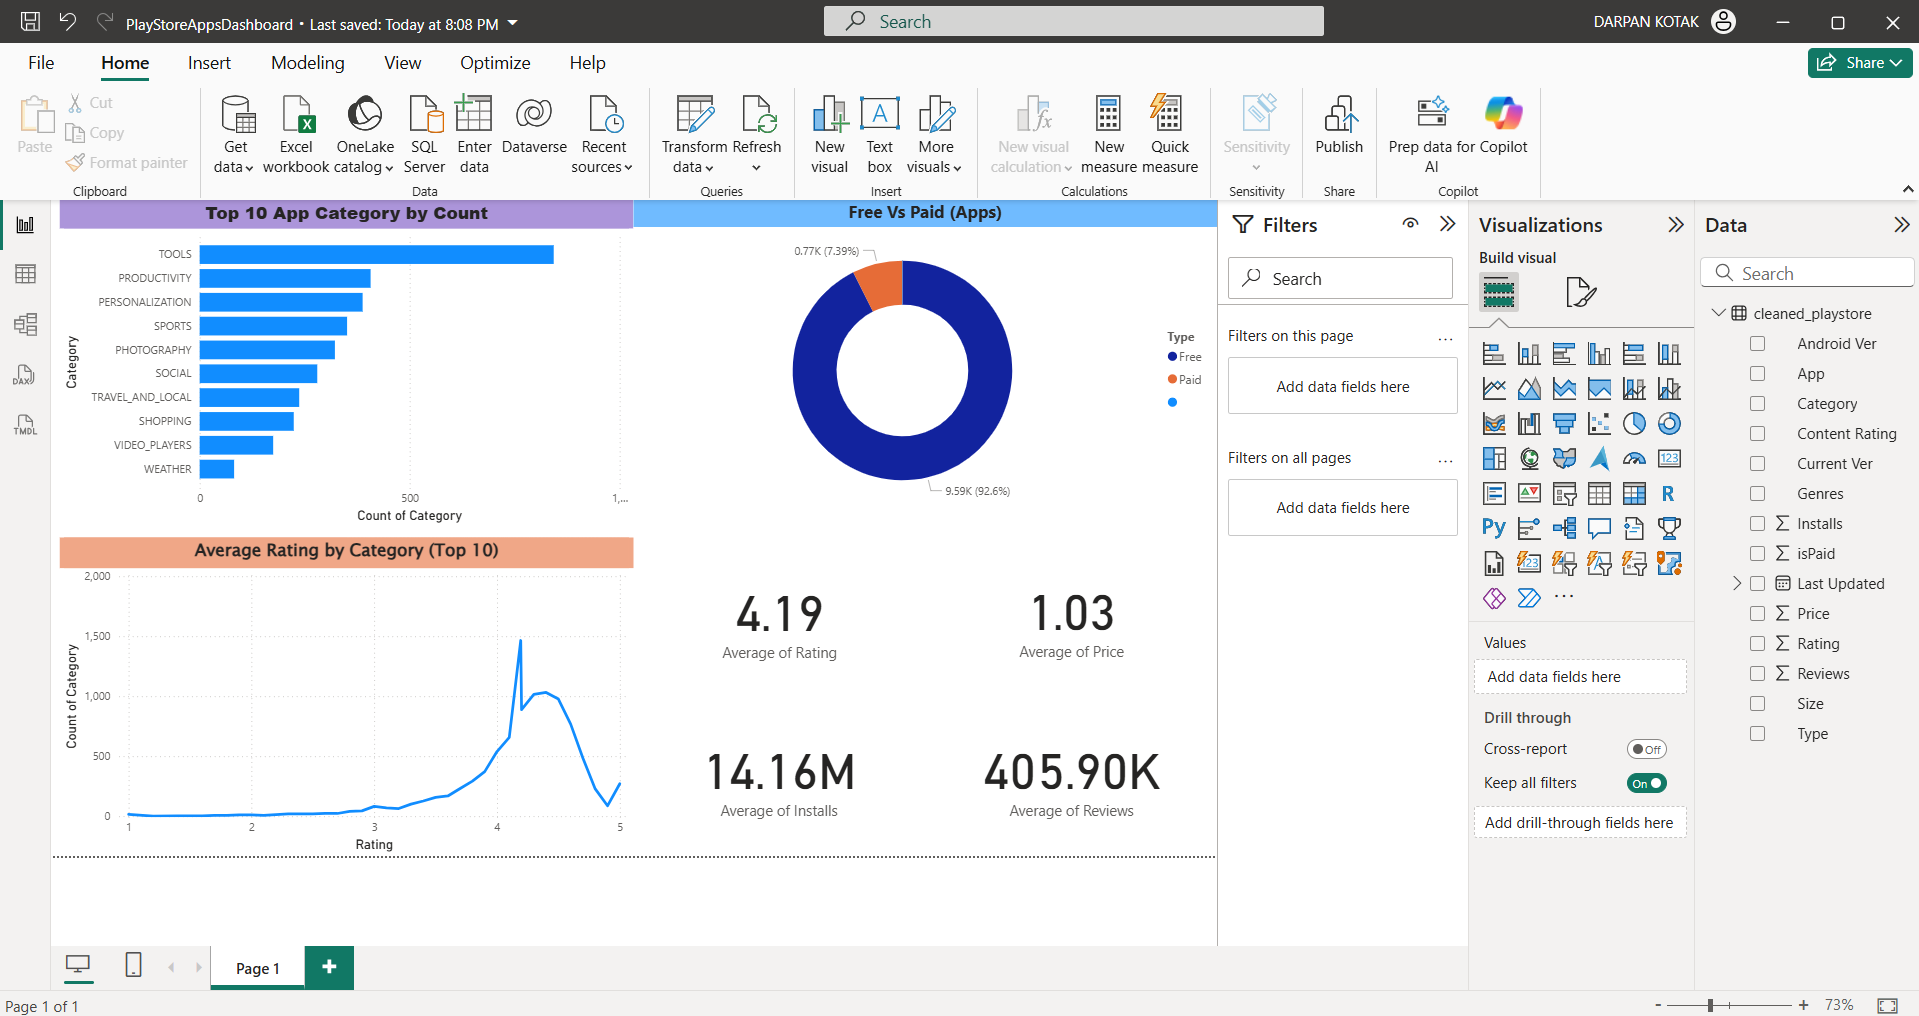 PlayStoreAppsDashboard • Last saved: Today at 8:08 PM
Search
DARPAN KOTAK
File Home Insert Modeling View Optimize Help
Share
Paste
Cut
Copy
Format painter
Clipboard
Get data
Excel workbook
OneLake catalog
SQL Server
Enter data
Dataverse
Recent sources
Data
Transform data
Refresh
Queries
New visual
Text box
More visuals
Insert
New visual calculation
New measure
Quick measure
Calculations
Sensitivity
Sensitivity
Publish
Share
Prep data for AI
Copilot
Copilot
Top 10 App Category by Count
TOOLS
PRODUCTIVITY
PERSONALIZATION
SPORTS
PHOTOGRAPHY
SOCIAL
TRAVEL_AND_LOCAL
SHOPPING
VIDEO_PLAYERS
WEATHER
Category
0 500 1,...
Count of Category
Free Vs Paid (Apps)
0.77K (7.39%)
9.59K (92.6%)
Type
Free
Paid
Average Rating by Category (Top 10)
2,000
1,500
1,000
500
0
Count of Category
1 2 3 4 5
Rating
4.19
Average of Rating
1.03
Average of Price
14.16M
Average of Installs
405.90K
Average of Reviews
Filters
Search
Filters on this page ...
Add data fields here
Filters on all pages ...
Add data fields here
Visualizations
Build visual
123
R
Py
123
A
...
Values
Add data fields here
Drill through
Cross-report Off
Keep all filters On
Add drill-through fields here
Data
Search
cleaned_playstore
Android Ver
App
Category
Content Rating
Current Ver
Genres
Installs
isPaid
Last Updated
Price
Rating
Reviews
Size
Type
DAX
TMDL
Page 1
Page 1 of 1
- + 73%